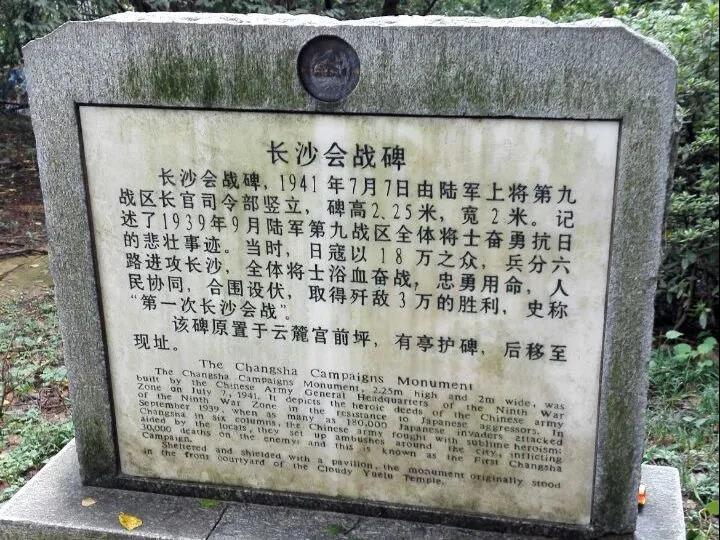 长沙会战碑
长沙会战碑，1941年7月7日由陆军上将第九
战区长官司令部竖立，碑高2.25米，宽2米。记
述了1939年9月陆军第九战区全体将士奋勇抗日
的悲壮事迹。当时，日寇以18万之众，兵分六
路进攻长沙，全体将士浴血奋战，忠勇用命，人
民协同，合围设伏，取得歼敌3万的胜利，史称
“第一次长沙会战”。
该碑原置于云麓宫前坪，有亭护碑，后移至
现址。
The Changsha Campaigns Monument
The Changsha Campaigns Monument, 2.25m high and 2m wide, was
built by the Chinese Army General Headquarters of the Ninth War
Zone on July 7, 1941. It depicts the heroic deeds of the Chinese army
of the Ninth War Zone in the resistance to Japanese aggressors. In
September 1939, when as many as 180,000 Japanese invaders attacked
Changsha in six columns, the Chinese army fought with sublime heroism:
aided by the locals, they set up ambushes around the city, inflicting
30,000 deaths on the enemy, and this is known as the First Changsha
Campaign.
Sheltered and shielded with a pavilion, the monument originally stood
in the front courtyard of the Cloudy Yuelu Temple.